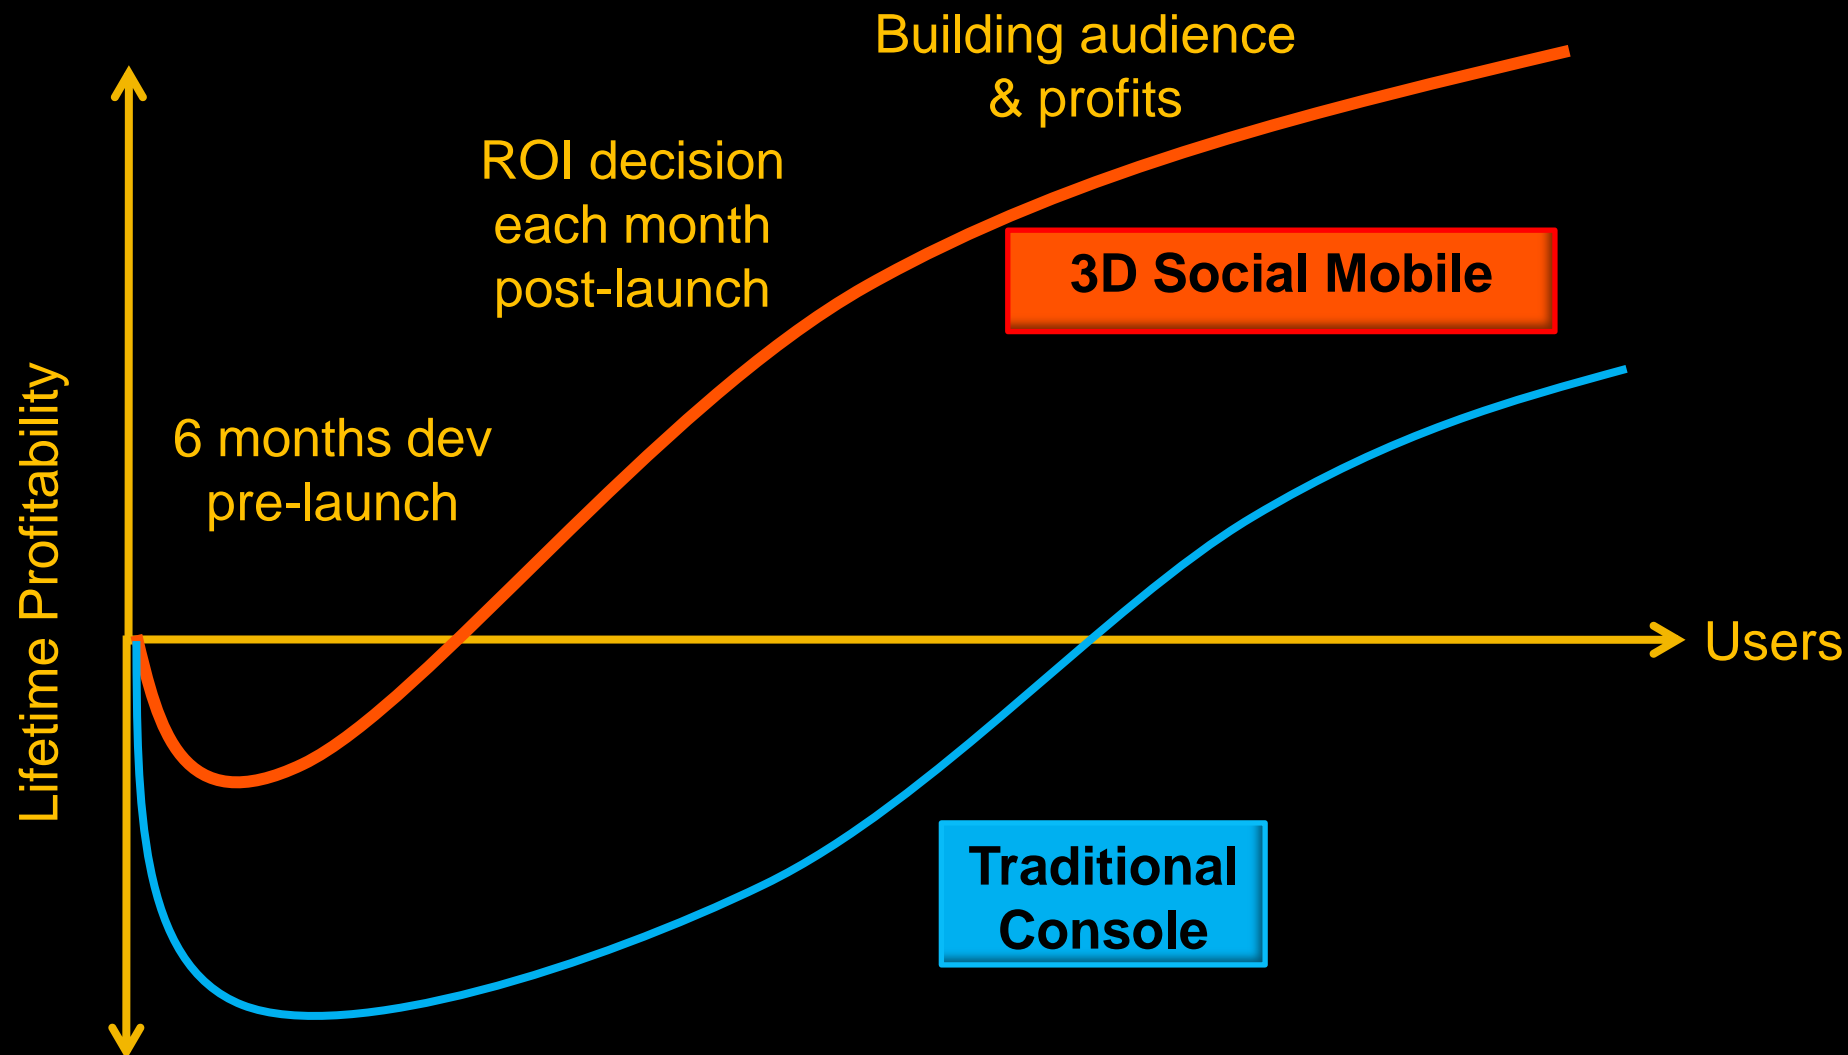 Building audience
& profits
ROI decision
each month
post-launch
3D Social Mobile
6 months dev
pre-launch
Lifetime Profitability
Users
Traditional
Console